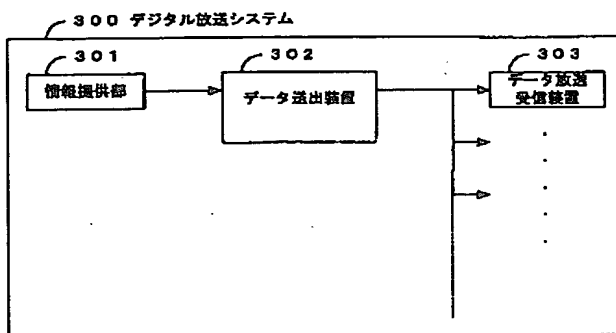 300 デジタル放送システム
301
302
303
情報提供部
データ送出装置
データ放送
受信装置